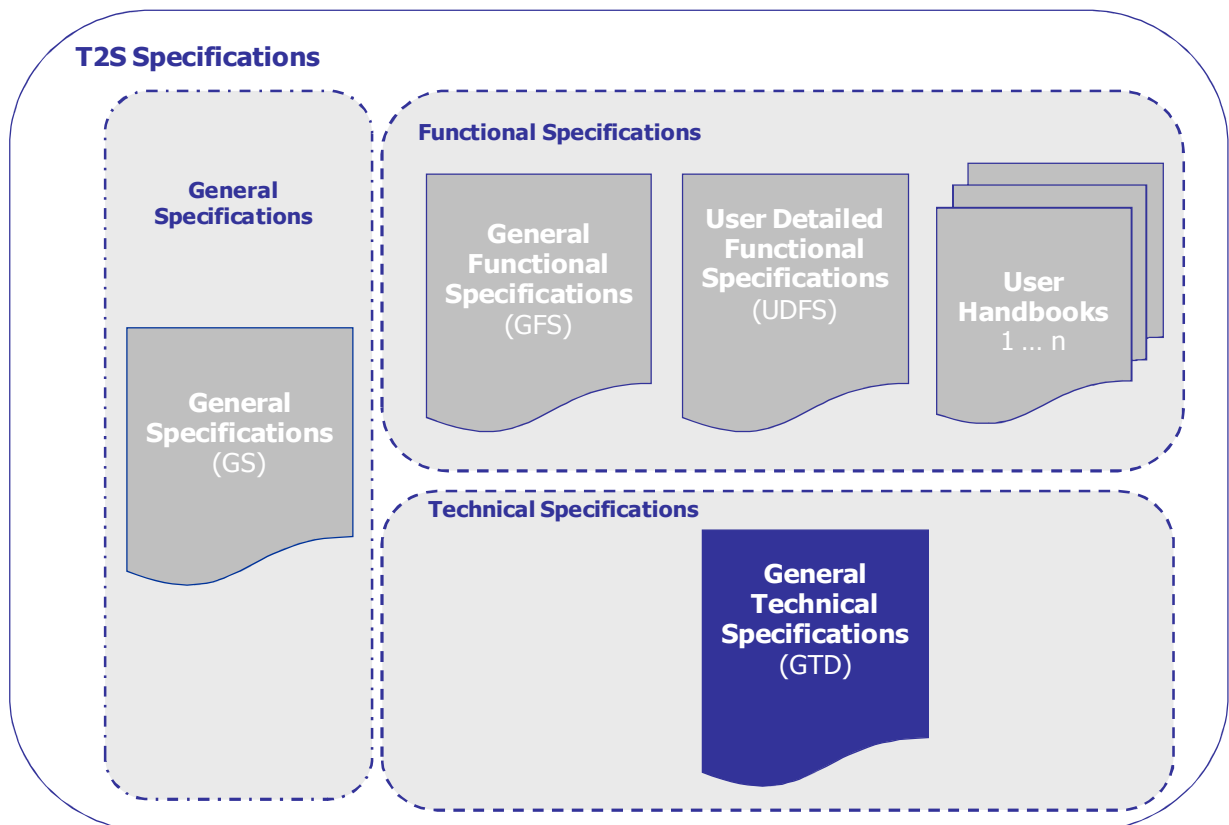 T2S Specifications
General
Specifications
General
Specifications
(GS)
Functional Specifications
General
Functional
Specifications
(GFS)
User Detailed
Functional
Specifications
(UDFS)
User
Handbooks
1 ... n
Technical Specifications
General
Technical
Specifications
(GTD)